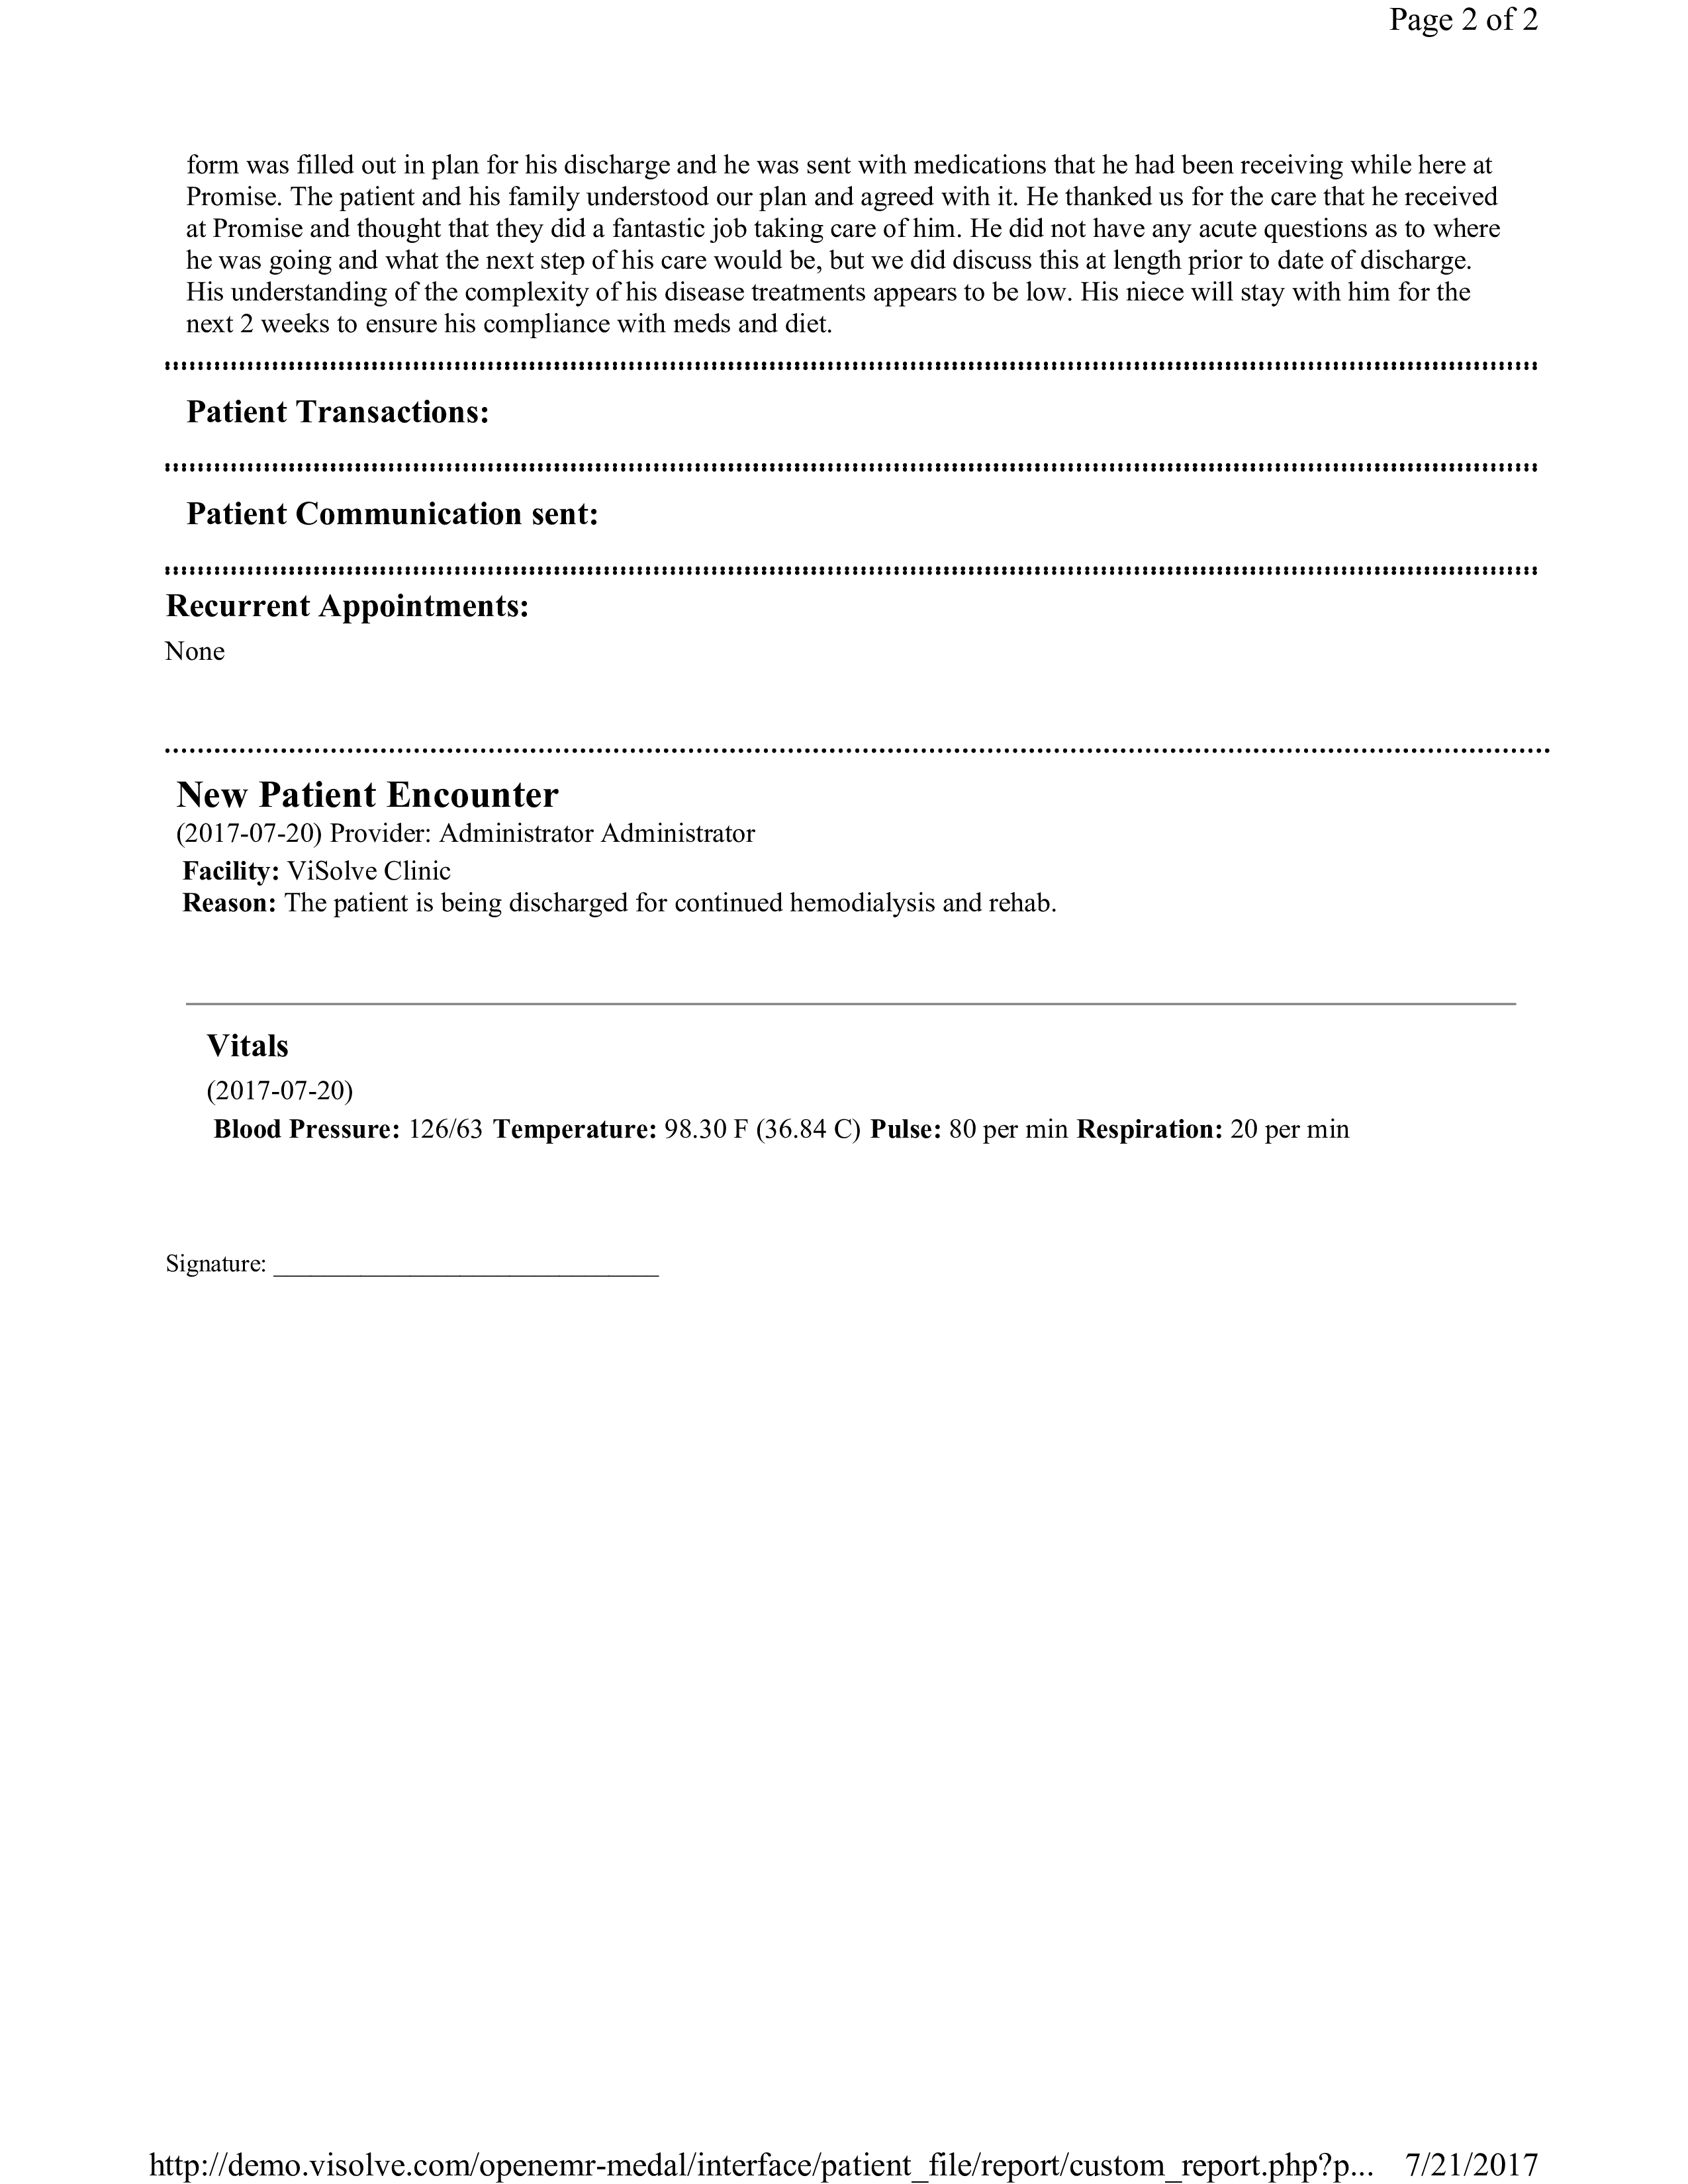 Page 2 of 2
form was filled out in plan for his discharge and he was sent with medications that he had been receiving while here at
Promise. The patient and his family understood our plan and agreed with it. He thanked us for the care that he received
at Promise and thought that they did a fantastic job taking care of him. He did not have any acute questions as to where
he was going and what the next step of his care would be, but we did discuss this at length prior to date of discharge.
His understanding of the complexity of his disease treatments appears to be low. His niece will stay with him for the
next 2 weeks to ensure his compliance with meds and diet.
Patient Transactions:
Patient Communication sent:
Recurrent Appointments:
None
New Patient Encounter
(2017-07-20) Provider: Administrator Administrator
Facility: ViSolve Clinic
Reason: The patient is being discharged for continued hemodialysis and rehab.
Vitals
(2017-07-20)
Blood Pressure: 126/63 Temperature: 98.30 F (36.84 C) Pulse: 80 per min Respiration: 20 per min
Signature: ______________________________
http://demo.visolve.com/openemr-medal/interface/patient_file/report/custom_report.php?p... 7/21/2017